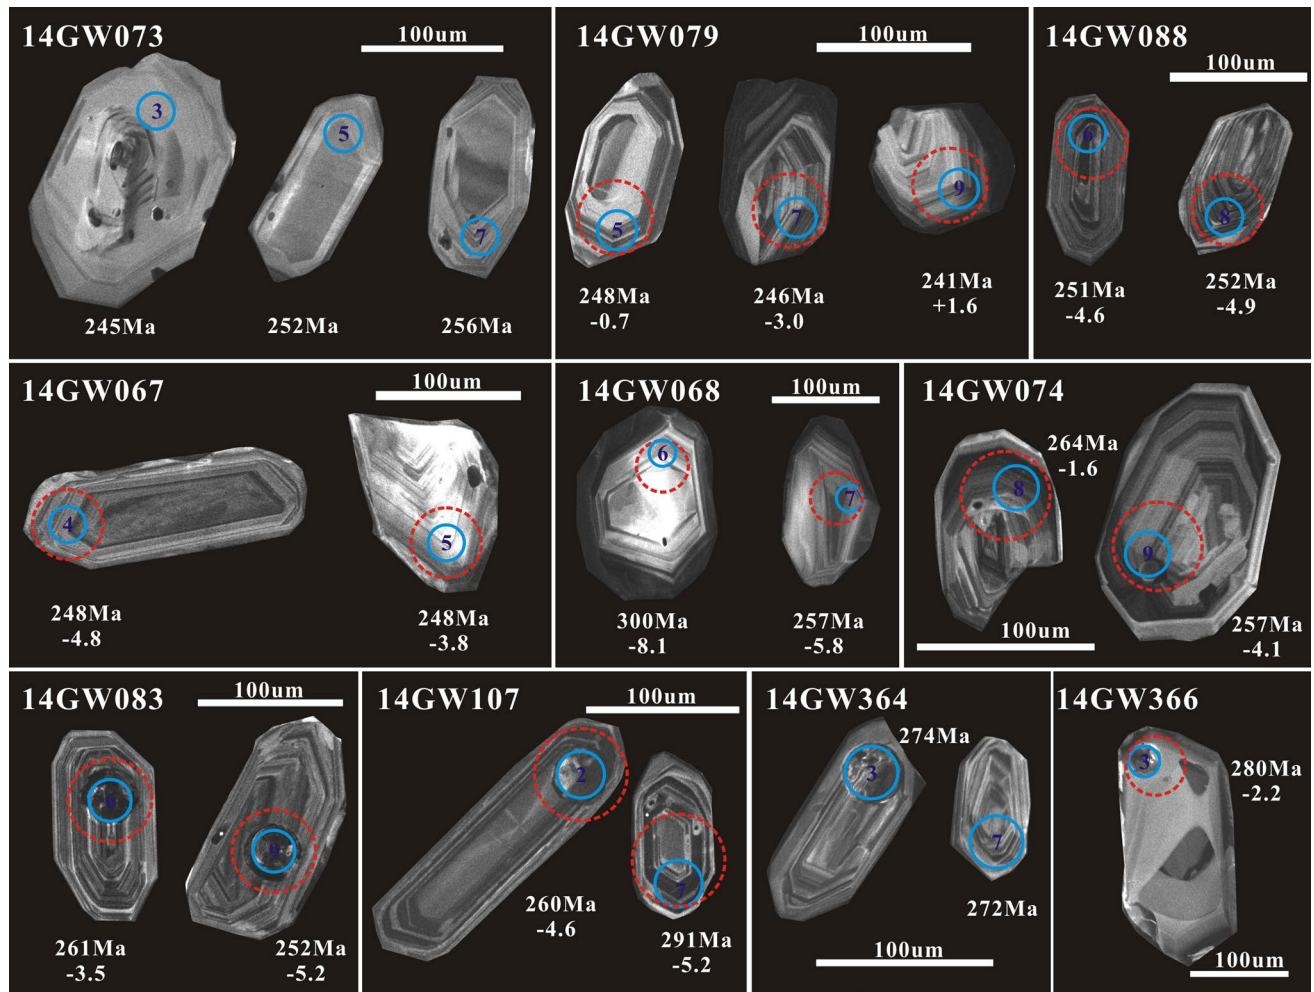 14GW073
100um
3
5
7
245Ma
252Ma
256Ma
14GW079
100um
5
7
9
248Ma
-0.7
246Ma
-3.0
241Ma
+1.6
14GW088
100um
6
8
251Ma
-4.6
252Ma
-4.9
14GW067
100um
4
5
248Ma
-4.8
248Ma
-3.8
14GW068
100um
6
7
300Ma
-8.1
257Ma
-5.8
14GW074
264Ma
-1.6
8
9
100um
257Ma
-4.1
14GW083
100um
6
9
261Ma
-3.5
252Ma
-5.2
14GW107
100um
2
7
260Ma
-4.6
291Ma
-5.2
14GW364
274Ma
3
7
272Ma
100um
14GW366
3
280Ma
-2.2
100um